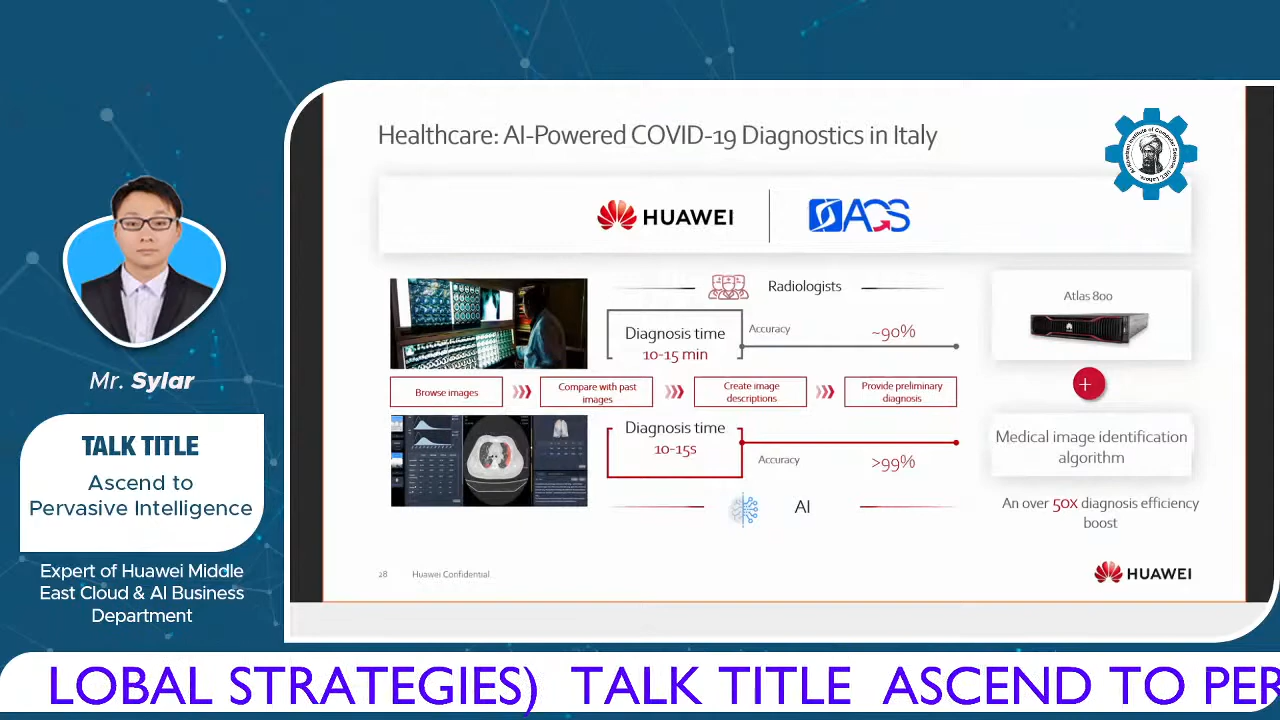 Mr. Sylar
TALK TITLE
Ascend to
Pervasive Intelligence
Expert of Huawei Middle
East Cloud & AI Business
Department
Healthcare: AI-Powered COVID-19 Diagnostics in Italy
HUAWEI
ACS
Radiologists
Diagnosis time
10-15 min
Accuracy
~90%
Browse images
Compare with past
images
Create image
descriptions
Provide preliminary
diagnosis
Diagnosis time
10-15s
Accuracy
>99%
AI
Atlas 800
+
Medical image identification
algorithm
An over 50x diagnosis efficiency
boost
28 Huawei Confidential
HUAWEI
LOBAL STRATEGIES) TALK TITLE ASCEND TO PER